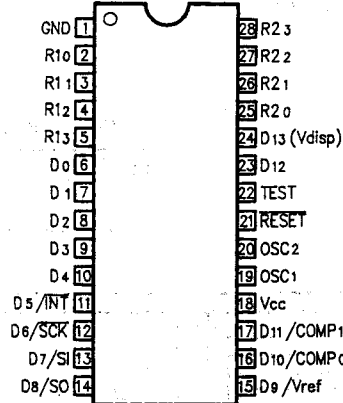 GND 1 28 R23
R10 2 27 R22
R11 3 26 R21
R12 4 25 R20
R13 5 24 D13 (Vdisp)
D0 6 23 D12
D1 7 22 TEST
D2 8 21 RESET
D3 9 20 OSC2
D4 10 19 OSC1
D5/INT 11 18 Vcc
D6/SCK 12 17 D11/COMP1
D7/SI 13 16 D10/COMP0
D8/SO 14 15 D9/Vref